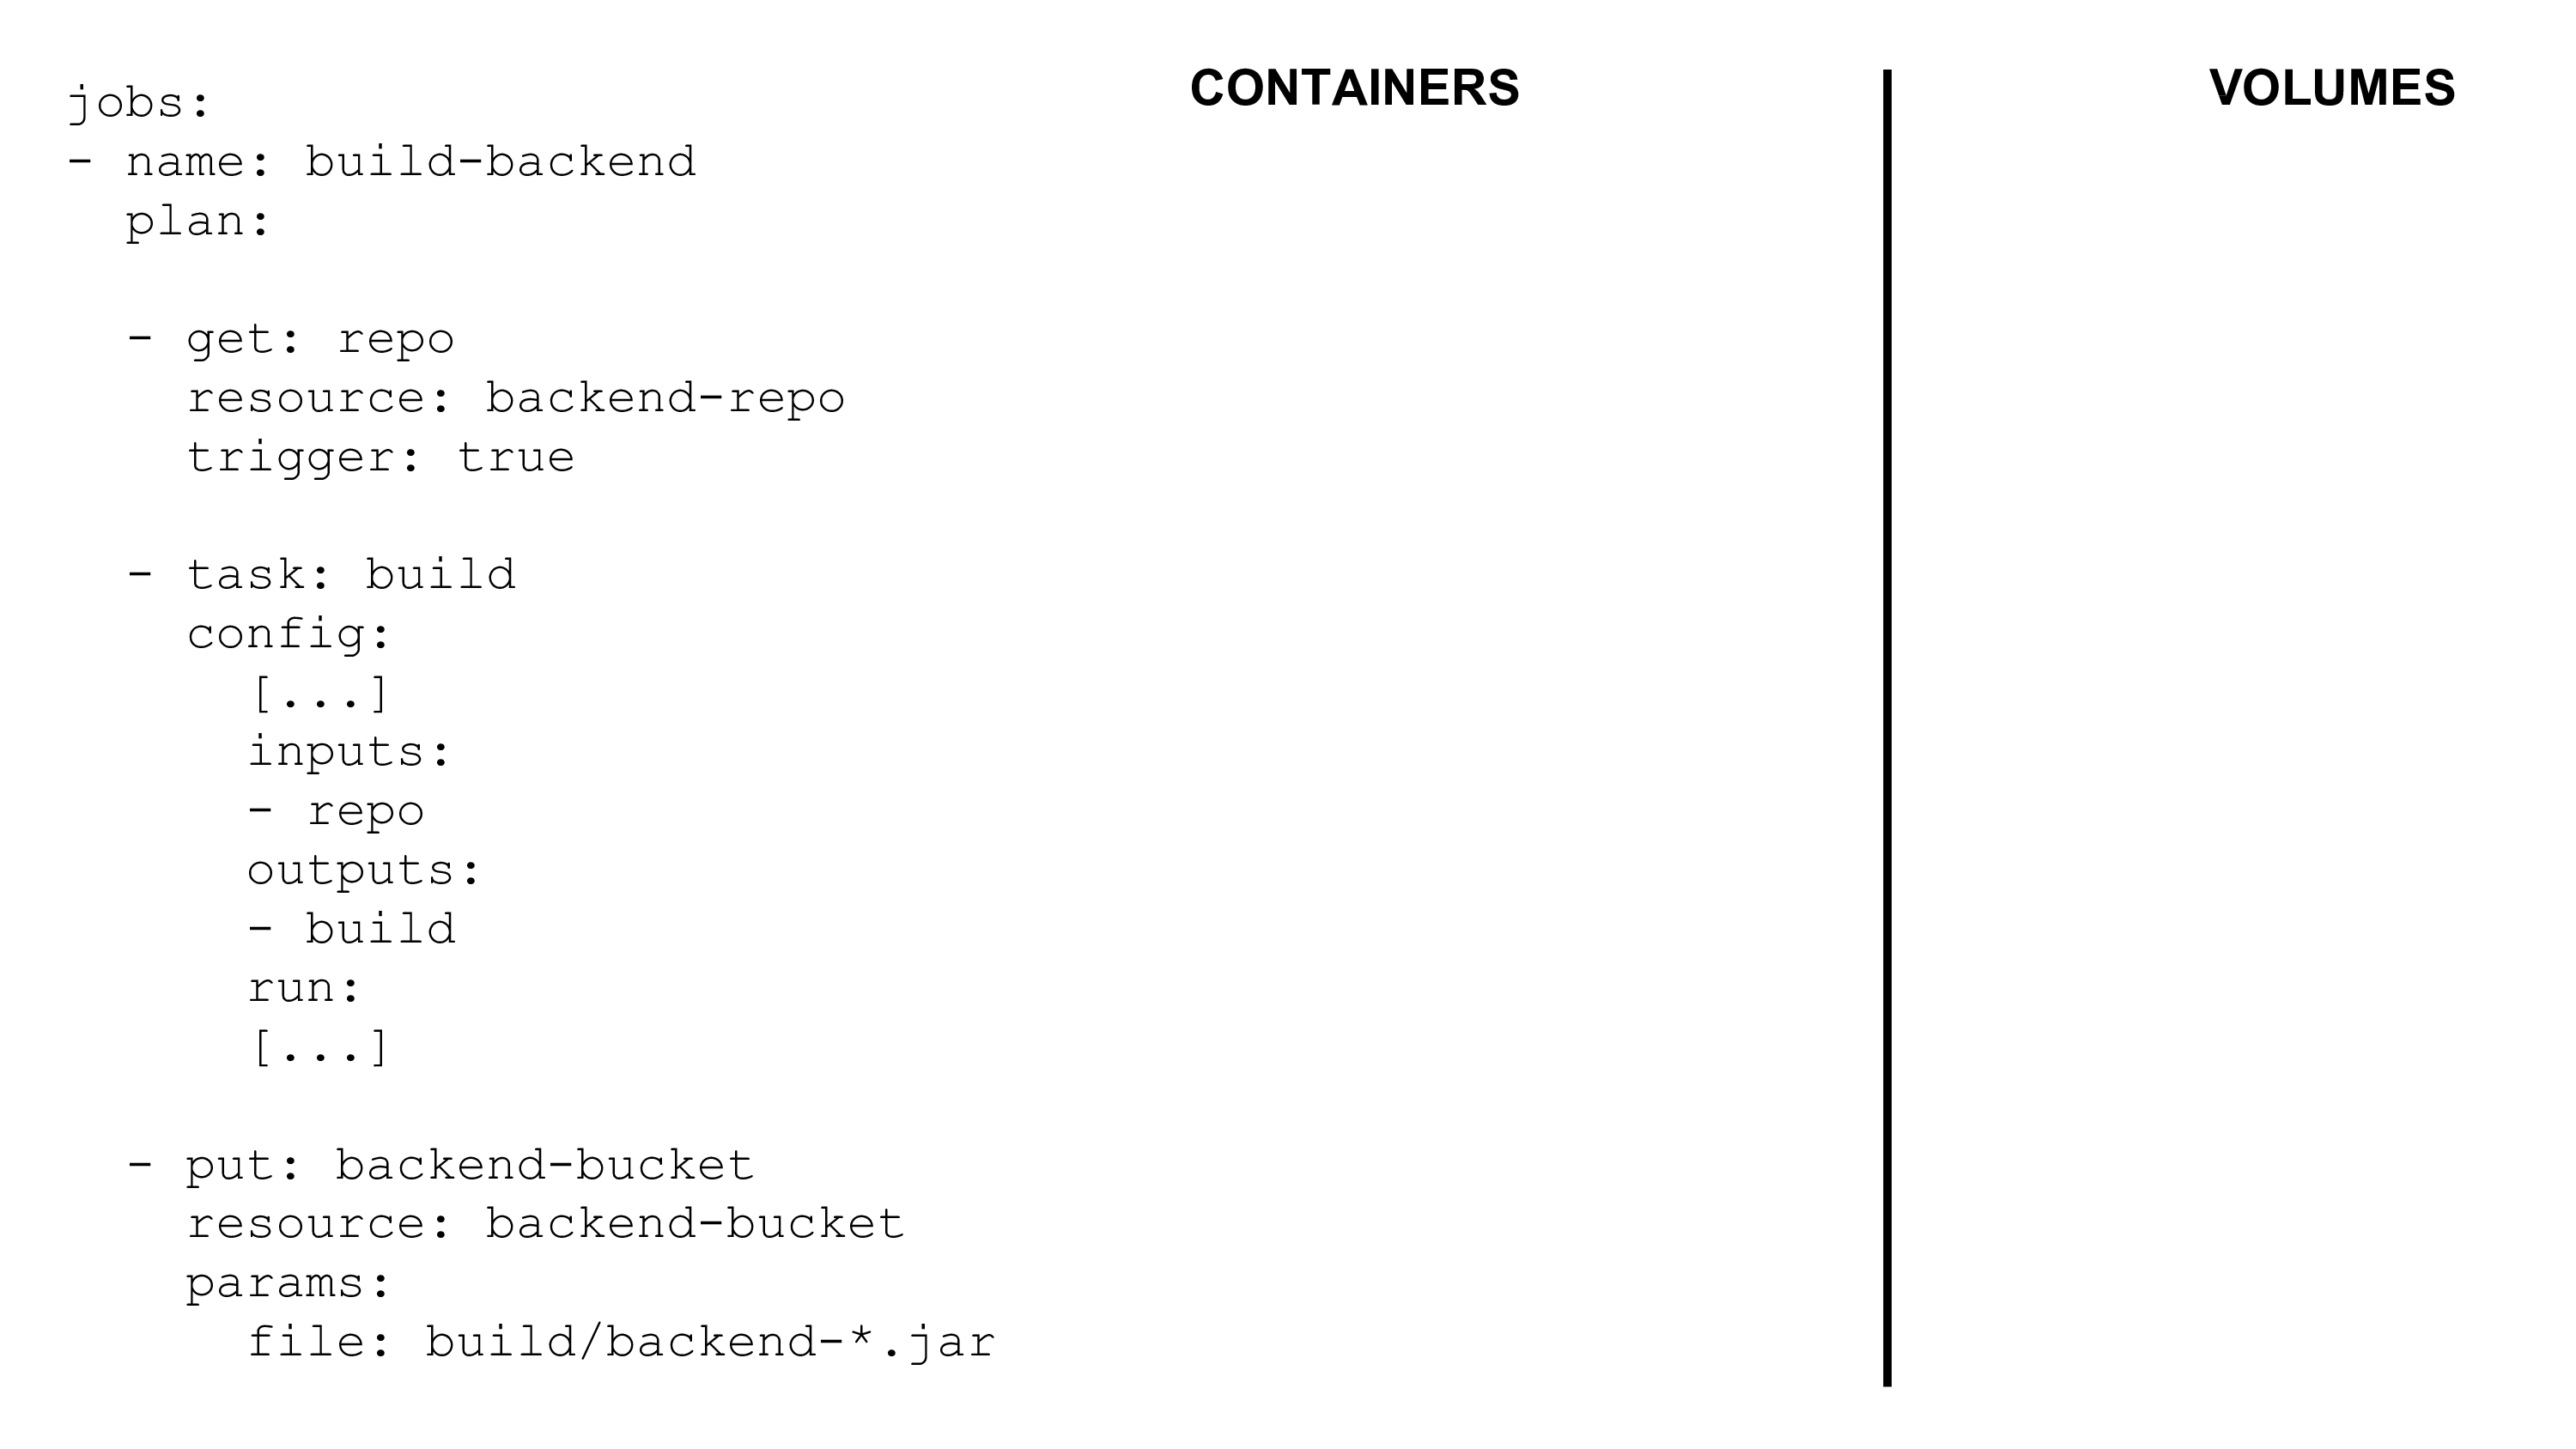 jobs:
- name: build-backend
  plan:

  - get: repo
    resource: backend-repo
    trigger: true

  - task: build
    config:
      [...]
      inputs:
      - repo
      outputs:
      - build
      run:
      [...]

  - put: backend-bucket
    resource: backend-bucket
    params:
      file: build/backend-*.jar
CONTAINERS
VOLUMES